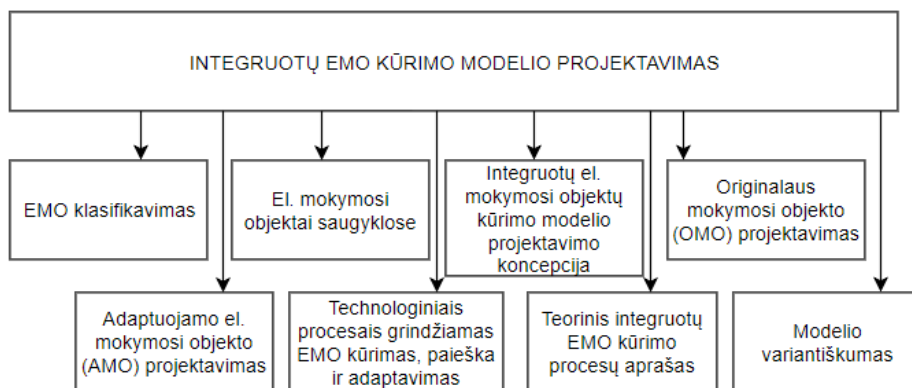 INTEGRUOTŲ EMO KŪRIMO MODELIO PROJEKTAVIMAS
EMO klasifikavimas
El. mokymosi
objektai saugyklose
Integruotų el.
mokymosi objektų
kūrimo modelio
projektavimo
koncepcija
Originalaus
mokymosi objekto
(OMO) projektavimas
Adaptuojamo el.
mokymosi objekto
(AMO) projektavimas
Technologiniais
procesais grindžiamas
EMO kūrimas, paieška
ir adaptavimas
Teorinis integruotų
EMO kūrimo
procesų aprašas
Modelio
variantiškumas